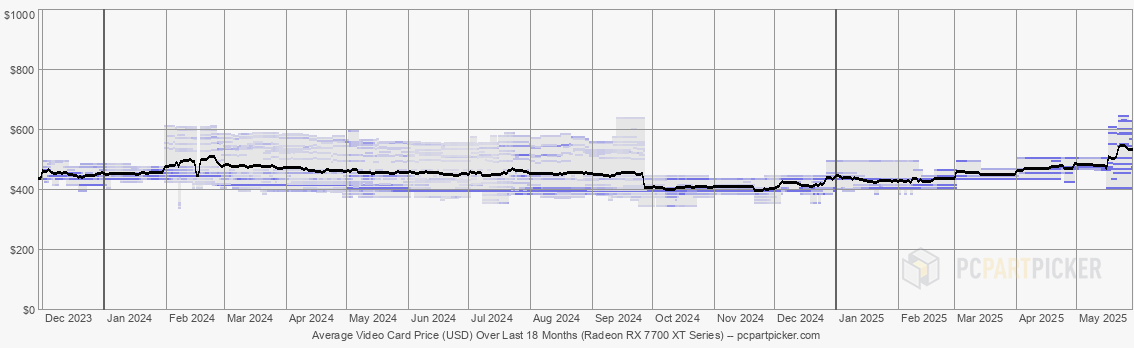 $1000
$800
$600
$400
$200
$0
PCPARTPICKER
Dec 2023 Jan 2024 Feb 2024 Mar 2024 Apr 2024 May 2024 Jun 2024 Jul 2024 Aug 2024 Sep 2024 Oct 2024 Nov 2024 Dec 2024 Jan 2025 Feb 2025 Mar 2025 Apr 2025 May 2025
Average Video Card Price (USD) Over Last 18 Months (Radeon RX 7700 XT Series) -- pcpartpicker.com